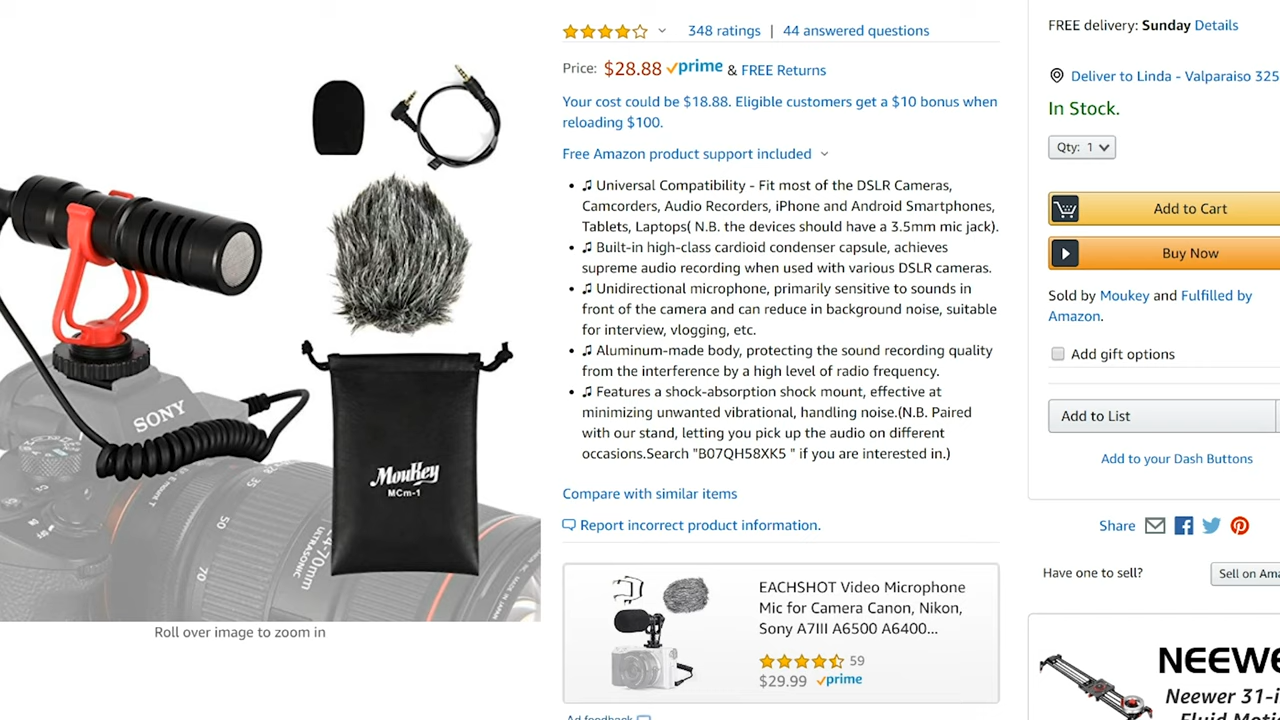 348 ratings | 44 answered questions
Price: $28.88 prime & FREE Returns
Your cost could be $18.88. Eligible customers get a $10 bonus when
reloading $100.
Free Amazon product support included
• ♫ Universal Compatibility - Fit most of the DSLR Cameras,
Camcorders, Audio Recorders, iPhone and Android Smartphones,
Tablets, Laptops( N.B. the devices should have a 3.5mm mic jack).
• ♫ Built-in high-class cardioid condenser capsule, achieves
supreme audio recording when used with various DSLR cameras.
• ♫ Unidirectional microphone, primarily sensitive to sounds in
front of the camera and can reduce in background noise, suitable
for interview, vlogging, etc.
• ♫ Aluminum-made body, protecting the sound recording quality
from the interference by a high level of radio frequency.
• ♫ Features a shock-absorption shock mount, effective at
minimizing unwanted vibrational, handling noise.(N.B. Paired
with our stand, letting you pick up the audio on different
occasions.Search "B07QH58XK5 " if you are interested in.)
Compare with similar items
Report incorrect product information.
EACHSHOT Video Microphone
Mic for Camera Canon, Nikon,
Sony A7III A6500 A6400...
59
$29.99 prime
Ad feedback
SONY
MouKey
MCm-1
50
35
28
70
24-70mm
ULTRASONIC
Roll over image to zoom in
FREE delivery: Sunday Details
Deliver to Linda - Valparaiso 325
In Stock.
Qty: 1
Add to Cart
Buy Now
Sold by Moukey and Fulfilled by
Amazon.
Add gift options
Add to List
Add to your Dash Buttons
Share
Have one to sell?
Sell on Ama
NEEWE
Neewer 31-i
Fluid Moti